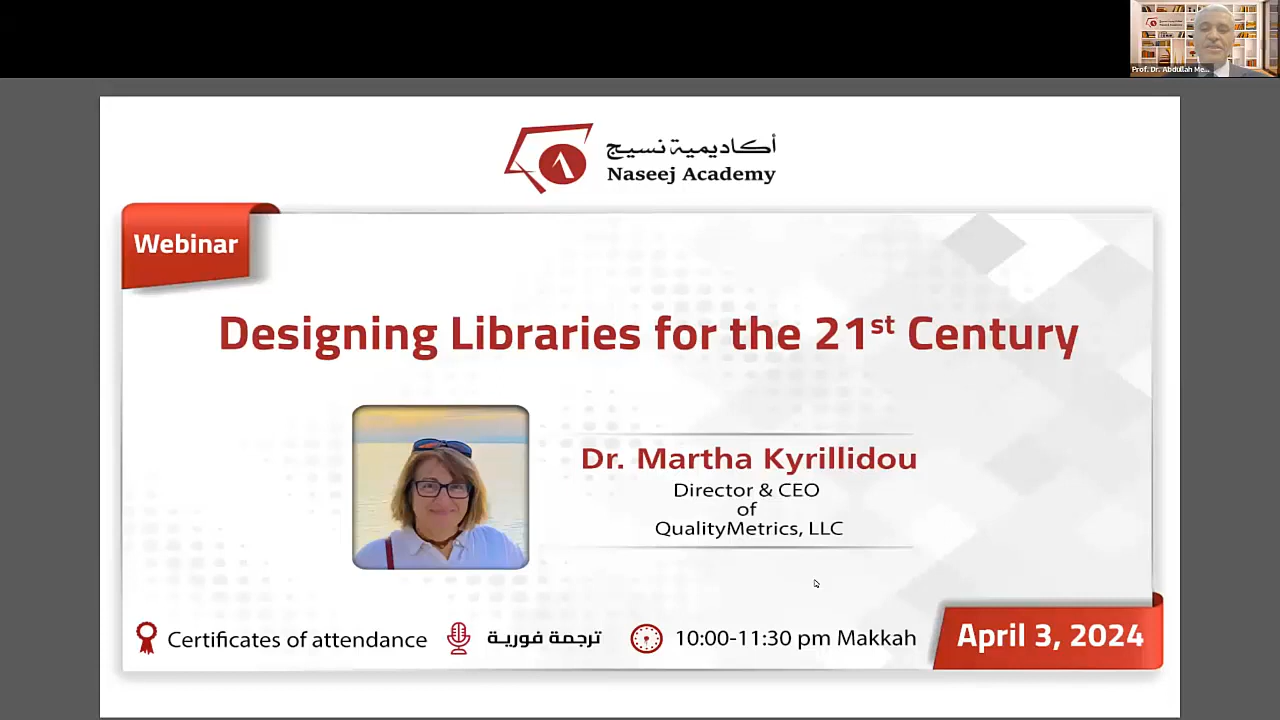 Prof. Dr. Abdullah Me...
أكاديمية نسيج
Naseej Academy
Webinar
Designing Libraries for the 21st Century
Dr. Martha Kyrillidou
Director & CEO
of
QualityMetrics, LLC
Certificates of attendance
ترجمة فورية
10:00-11:30 pm Makkah
April 3, 2024